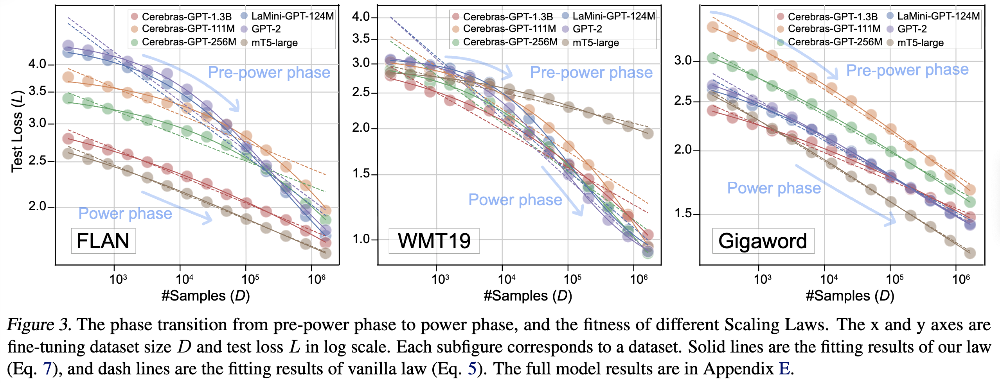 Cerebras-GPT-1.3B LaMini-GPT-124M
Cerebras-GPT-111M GPT-2
Cerebras-GPT-256M mT5-large
4.0
3.5
3.0
2.5
2.0
Test Loss (L)
Pre-power phase
Power phase
FLAN
10³ 10⁴ 10⁵ 10⁶
#Samples (D)
Cerebras-GPT-1.3B LaMini-GPT-124M
Cerebras-GPT-111M GPT-2
Cerebras-GPT-256M mT5-large
4.0
3.5
3.0
2.5
2.0
1.5
1.0
Pre-power phase
Power phase
WMT19
10³ 10⁴ 10⁵ 10⁶
#Samples (D)
Cerebras-GPT-1.3B LaMini-GPT-124M
Cerebras-GPT-111M GPT-2
Cerebras-GPT-256M mT5-large
3.0
2.5
2.0
1.5
Pre-power phase
Power phase
Gigaword
10³ 10⁴ 10⁵ 10⁶
#Samples (D)
Figure 3. The phase transition from pre-power phase to power phase, and the fitness of different Scaling Laws. The x and y axes are
fine-tuning dataset size D and test loss L in log scale. Each subfigure corresponds to a dataset. Solid lines are the fitting results of our law
(Eq. 7), and dash lines are the fitting results of vanilla law (Eq. 5). The full model results are in Appendix E.